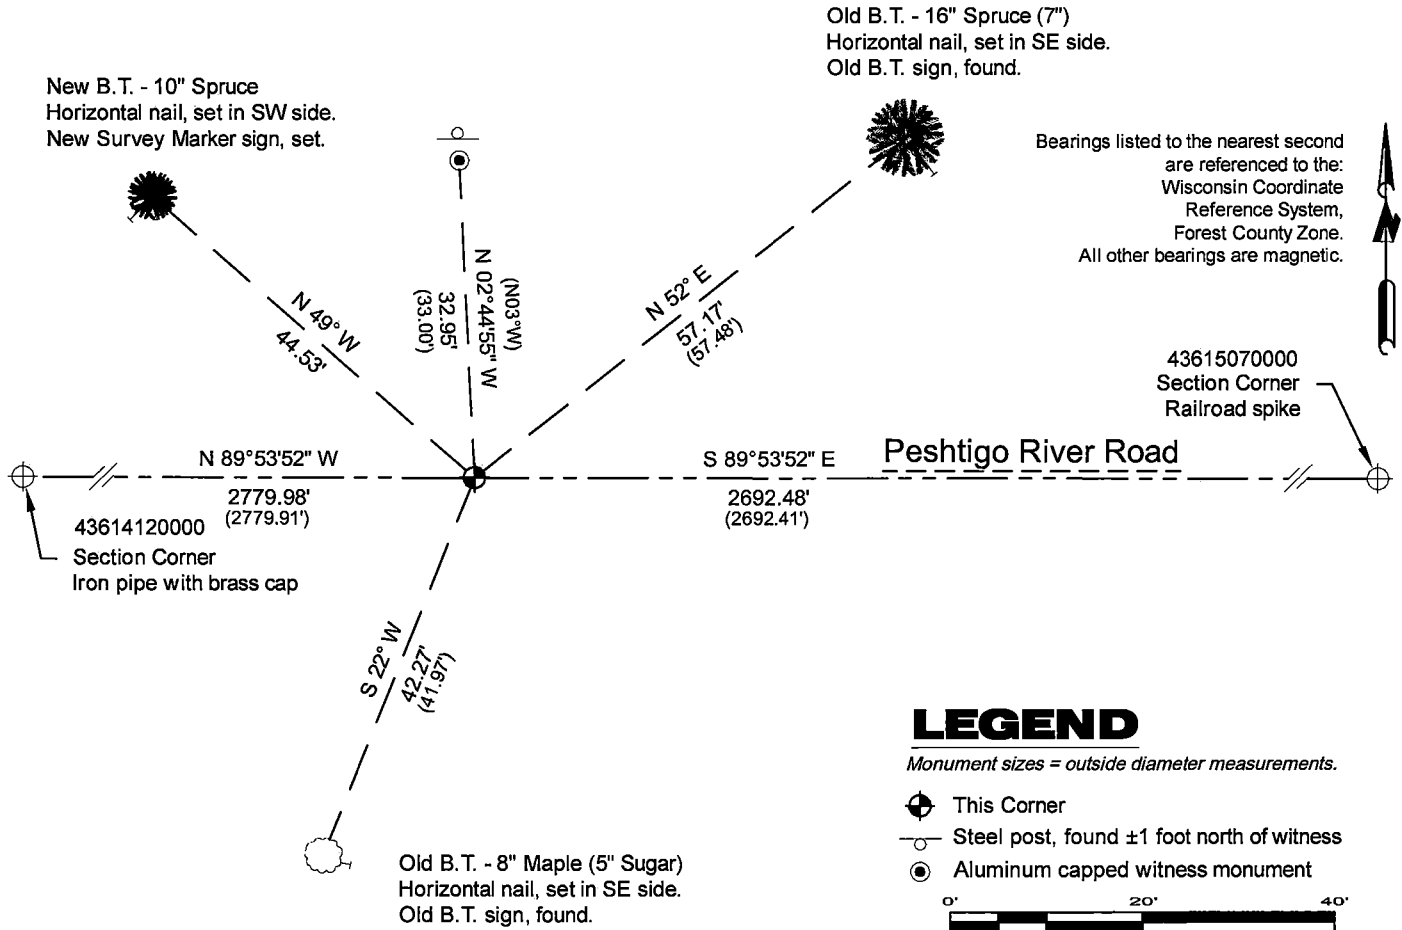 Old B.T. - 16" Spruce (7")
Horizontal nail, set in SE side.
Old B.T. sign, found.
New B.T. - 10" Spruce
Horizontal nail, set in SW side.
New Survey Marker sign, set.
Bearings listed to the nearest second
are referenced to the:
Wisconsin Coordinate
Reference System,
Forest County Zone.
All other bearings are magnetic.
N 49° W
44.53'
(N03°W)
N 02°44'55" W
32.95'
(33.00')
N 52° E
57.17'
(57.48')
43615070000
Section Corner
Railroad spike
N 89°53'52" W
2779.98'
(2779.91')
S 89°53'52" E
2692.48'
(2692.41')
Peshtigo River Road
43614120000
Section Corner
Iron pipe with brass cap
S 22° W
42.27'
(41.97')
Old B.T. - 8" Maple (5" Sugar)
Horizontal nail, set in SE side.
Old B.T. sign, found.
LEGEND
Monument sizes = outside diameter measurements.
This Corner
Steel post, found ±1 foot north of witness
Aluminum capped witness monument
0' 20' 40'